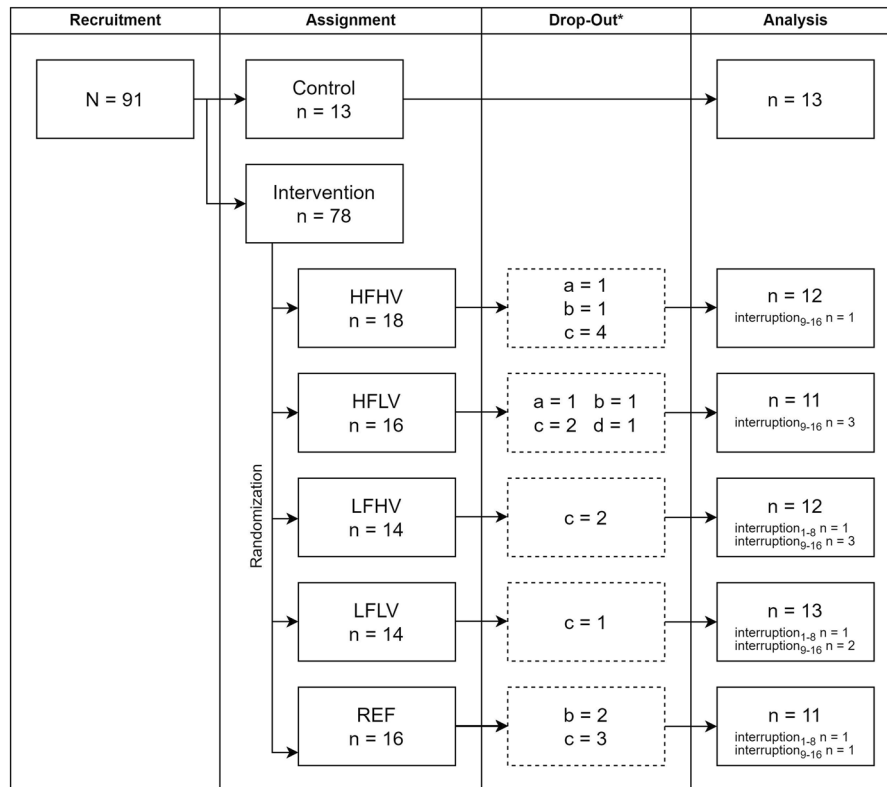 Recruitment
Assignment
Drop-Out*
Analysis
N = 91
Control
n = 13
n = 13
Intervention
n = 78
Randomization
HFHV
n = 18
a = 1
b = 1
c = 4
n = 12
interruption9-16 n = 1
HFLV
n = 16
a = 1 b = 1
c = 2 d = 1
n = 11
interruption9-16 n = 3
LFHV
n = 14
c = 2
n = 12
interruption1-8 n = 1
interruption9-16 n = 3
LFLV
n = 14
c = 1
n = 13
interruption1-8 n = 1
interruption9-16 n = 2
REF
n = 16
b = 2
c = 3
n = 11
interruption1-8 n = 1
interruption9-16 n = 1